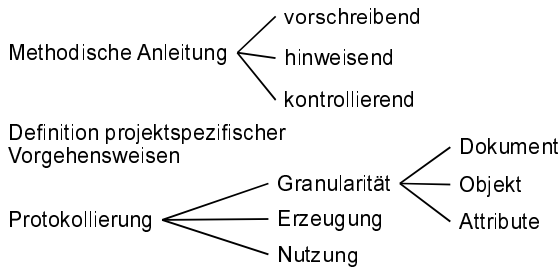 Methodische Anleitung
vorschreibend
hinweisend
kontrollierend
Definition projektspezifischer
Vorgehensweisen
Protokollierung
Granularität
Dokument
Objekt
Attribute
Erzeugung
Nutzung